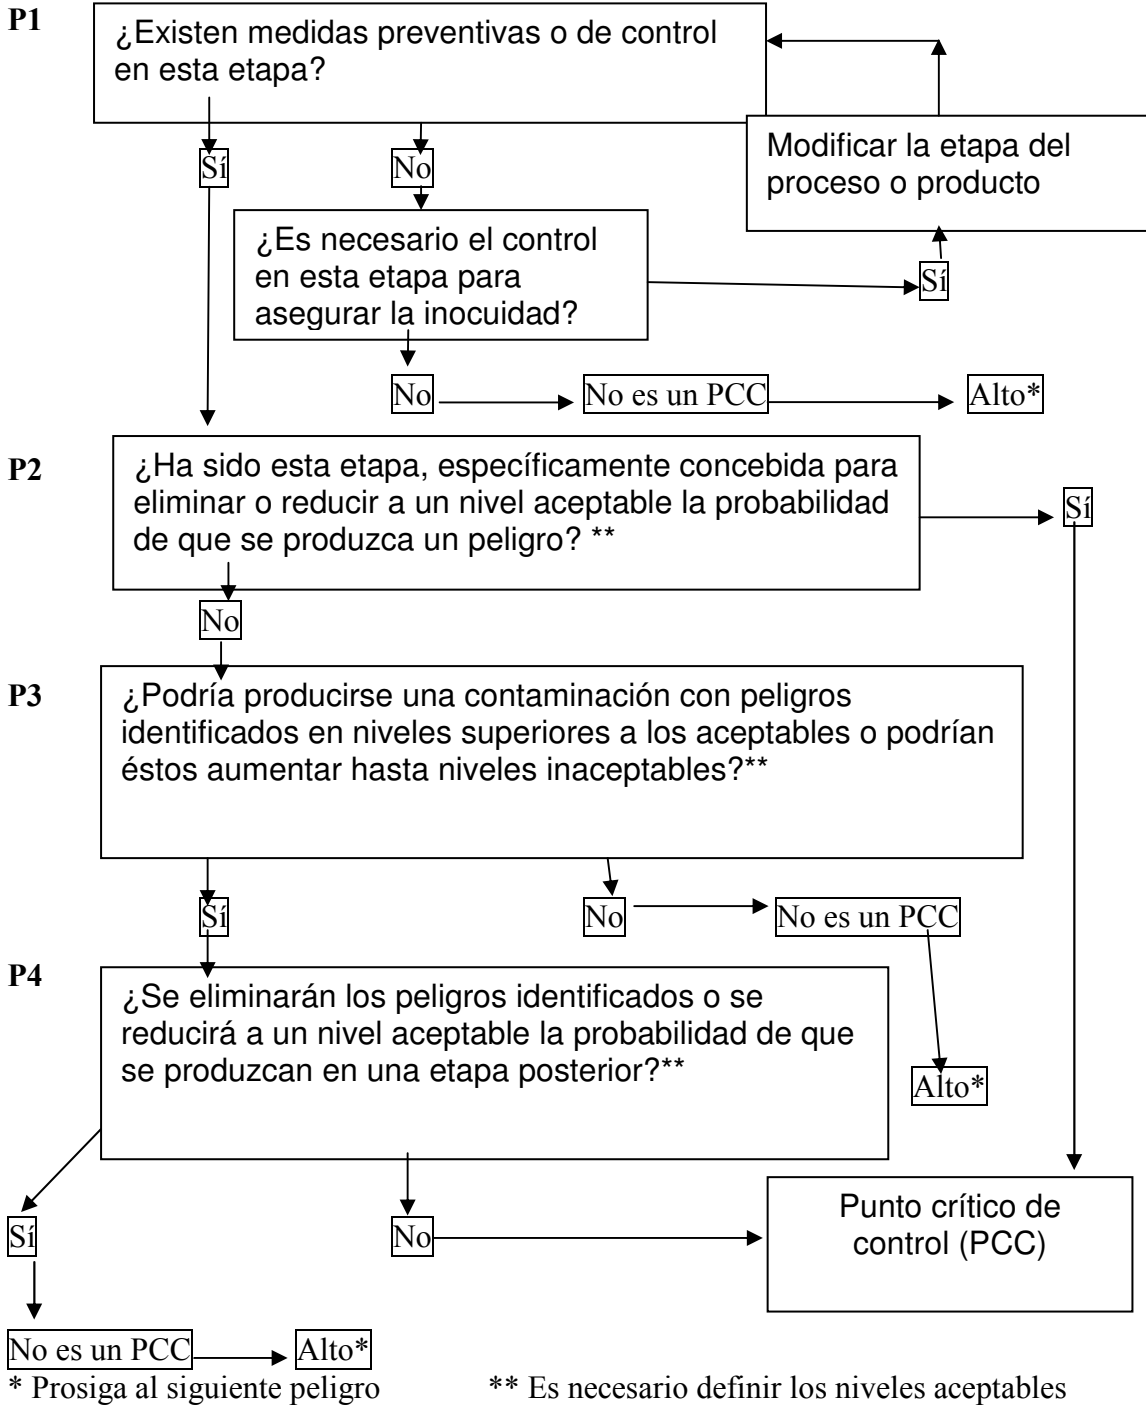 P1
¿Existen medidas preventivas o de control
en esta etapa?
Modificar la etapa del
proceso o producto
Sí
No
¿Es necesario el control
en esta etapa para
asegurar la inocuidad?
Sí
No
No es un PCC
Alto*
P2
¿Ha sido esta etapa, específicamente concebida para
eliminar o reducir a un nivel aceptable la probabilidad
de que se produzca un peligro? **
Sí
No
P3
¿Podría producirse una contaminación con peligros
identificados en niveles superiores a los aceptables o podrían
éstos aumentar hasta niveles inaceptables?**
Sí
No
No es un PCC
Alto*
P4
¿Se eliminarán los peligros identificados o se
reducirá a un nivel aceptable la probabilidad de que
se produzcan en una etapa posterior?**
Sí
No
Punto crítico de
control (PCC)
No es un PCC
Alto*
* Prosiga al siguiente peligro
** Es necesario definir los niveles aceptables